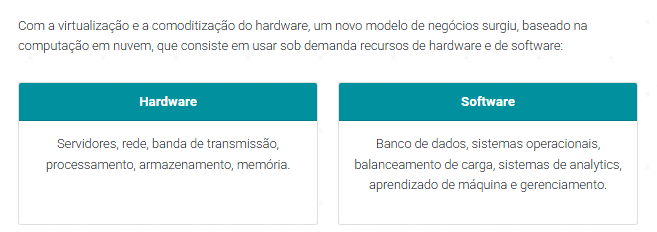 Com a virtualização e a comoditização do hardware, um novo modelo de negócios surgiu, baseado na
computação em nuvem, que consiste em usar sob demanda recursos de hardware e de software:
Hardware
Servidores, rede, banda de transmissão,
processamento, armazenamento, memória.
Software
Banco de dados, sistemas operacionais,
balanceamento de carga, sistemas de analytics,
aprendizado de máquina e gerenciamento.